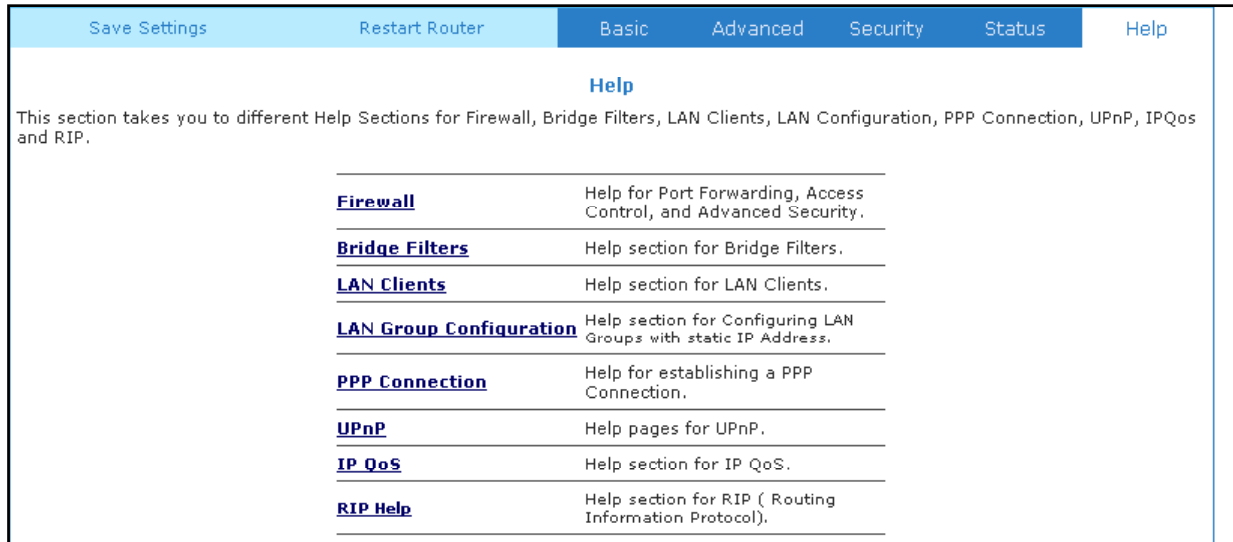 Save Settings Restart Router Basic Advanced Security Status Help
Help
This section takes you to different Help Sections for Firewall, Bridge Filters, LAN Clients, LAN Configuration, PPP Connection, UPnP, IPQos
and RIP.
Firewall Help for Port Forwarding, Access
Control, and Advanced Security.
Bridge Filters Help section for Bridge Filters.
LAN Clients Help section for LAN Clients.
LAN Group Configuration Help section for Configuring LAN
Groups with static IP Address.
PPP Connection Help for establishing a PPP
Connection.
UPnP Help pages for UPnP.
IP QoS Help section for IP QoS.
RIP Help Help section for RIP ( Routing
Information Protocol).